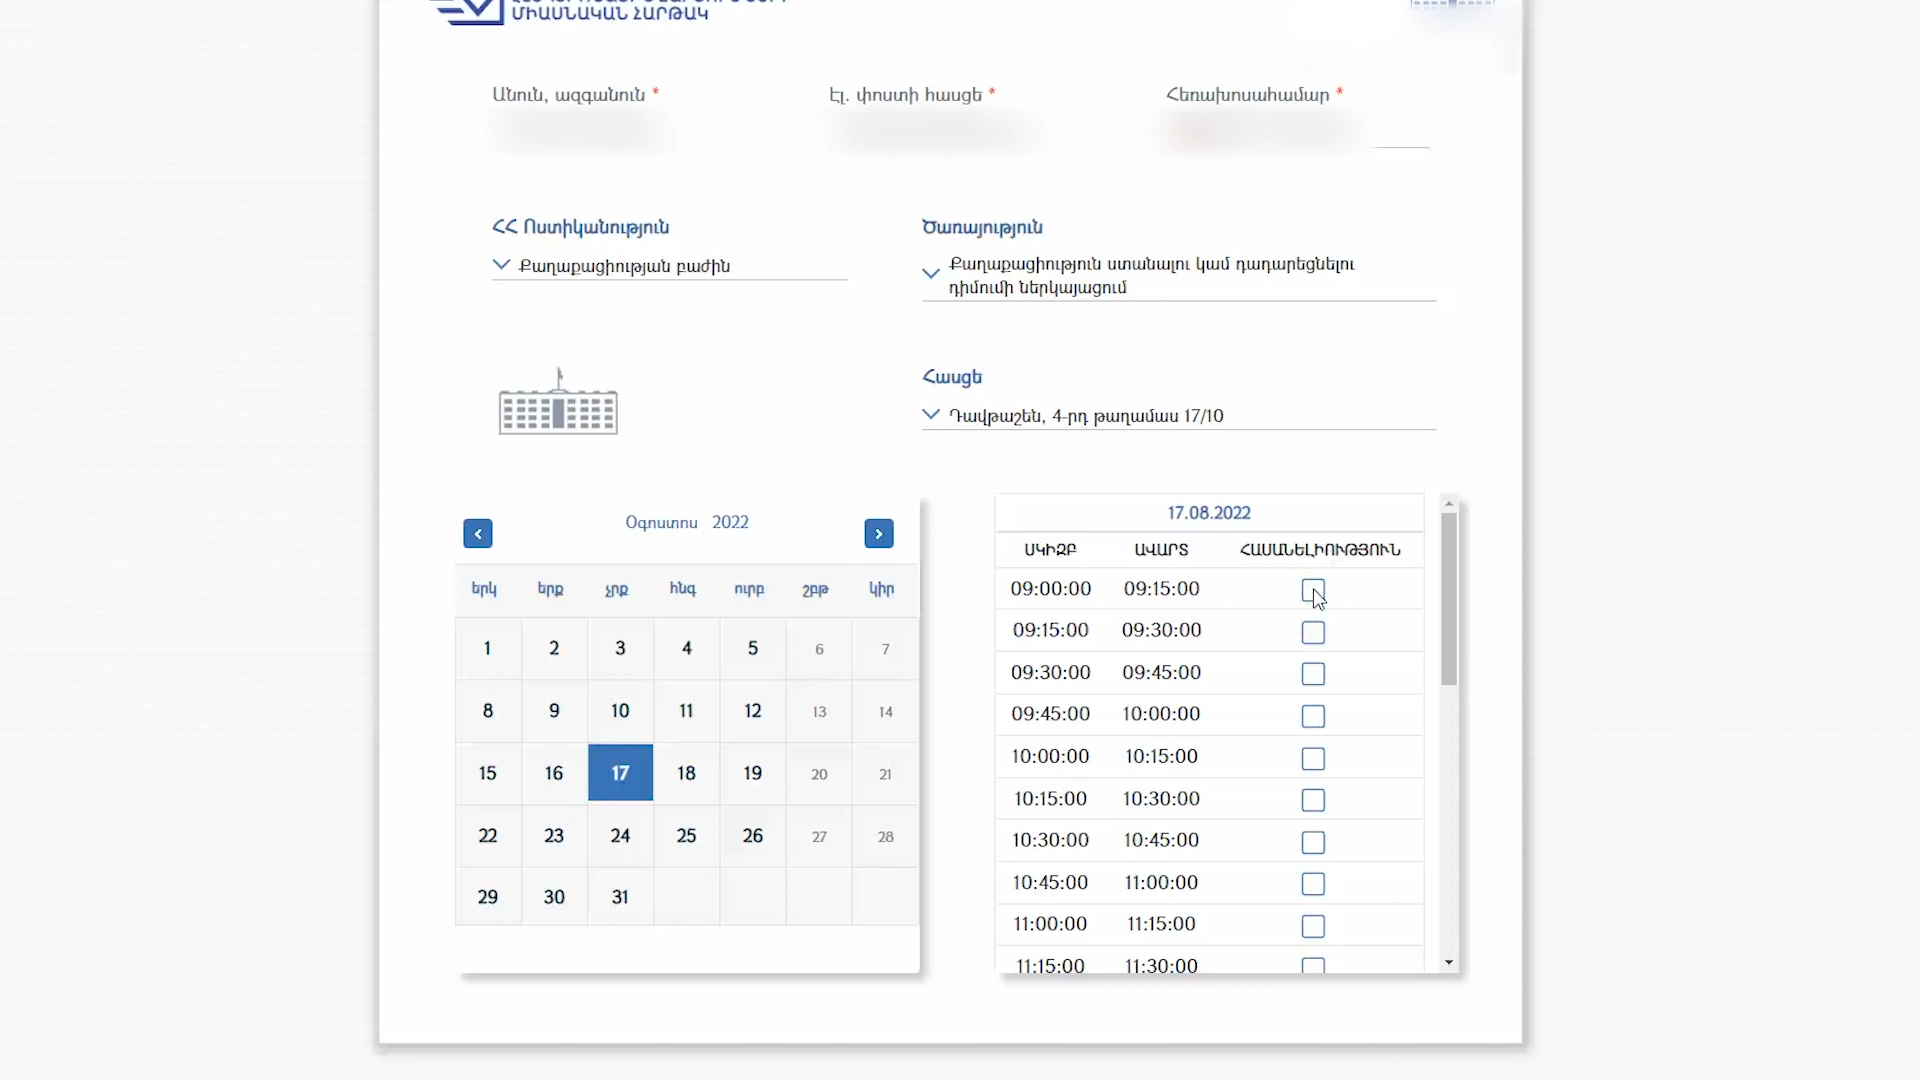 ՄԻԱՍՆԱԿԱՆ ՀԱՐԹԱԿ
Անուն, ազգանուն *
Էլ. փոստի հասցե *
Հեռախոսահամար *
ՀՀ Ոստիկանություն
Քաղաքացիության բաժին
Ծառայություն
Քաղաքացիություն ստանալու կամ դադարեցնելու
դիմումի ներկայացում
Հասցե
Դավթաշեն, 4-րդ թաղամաս 17/10
Օգոստոս 2022
երկ երք չրք հնգ ուրբ շբթ կիր
1 2 3 4 5 6 7
8 9 10 11 12 13 14
15 16 17 18 19 20 21
22 23 24 25 26 27 28
29 30 31
17.08.2022
ՍԿԻԶԲ ԱՎԱՐՏ ՀԱՍԱՆԵԼԻՈՒԹՅՈՒՆ
09:00:00 09:15:00
09:15:00 09:30:00
09:30:00 09:45:00
09:45:00 10:00:00
10:00:00 10:15:00
10:15:00 10:30:00
10:30:00 10:45:00
10:45:00 11:00:00
11:00:00 11:15:00
11:15:00 11:30:00